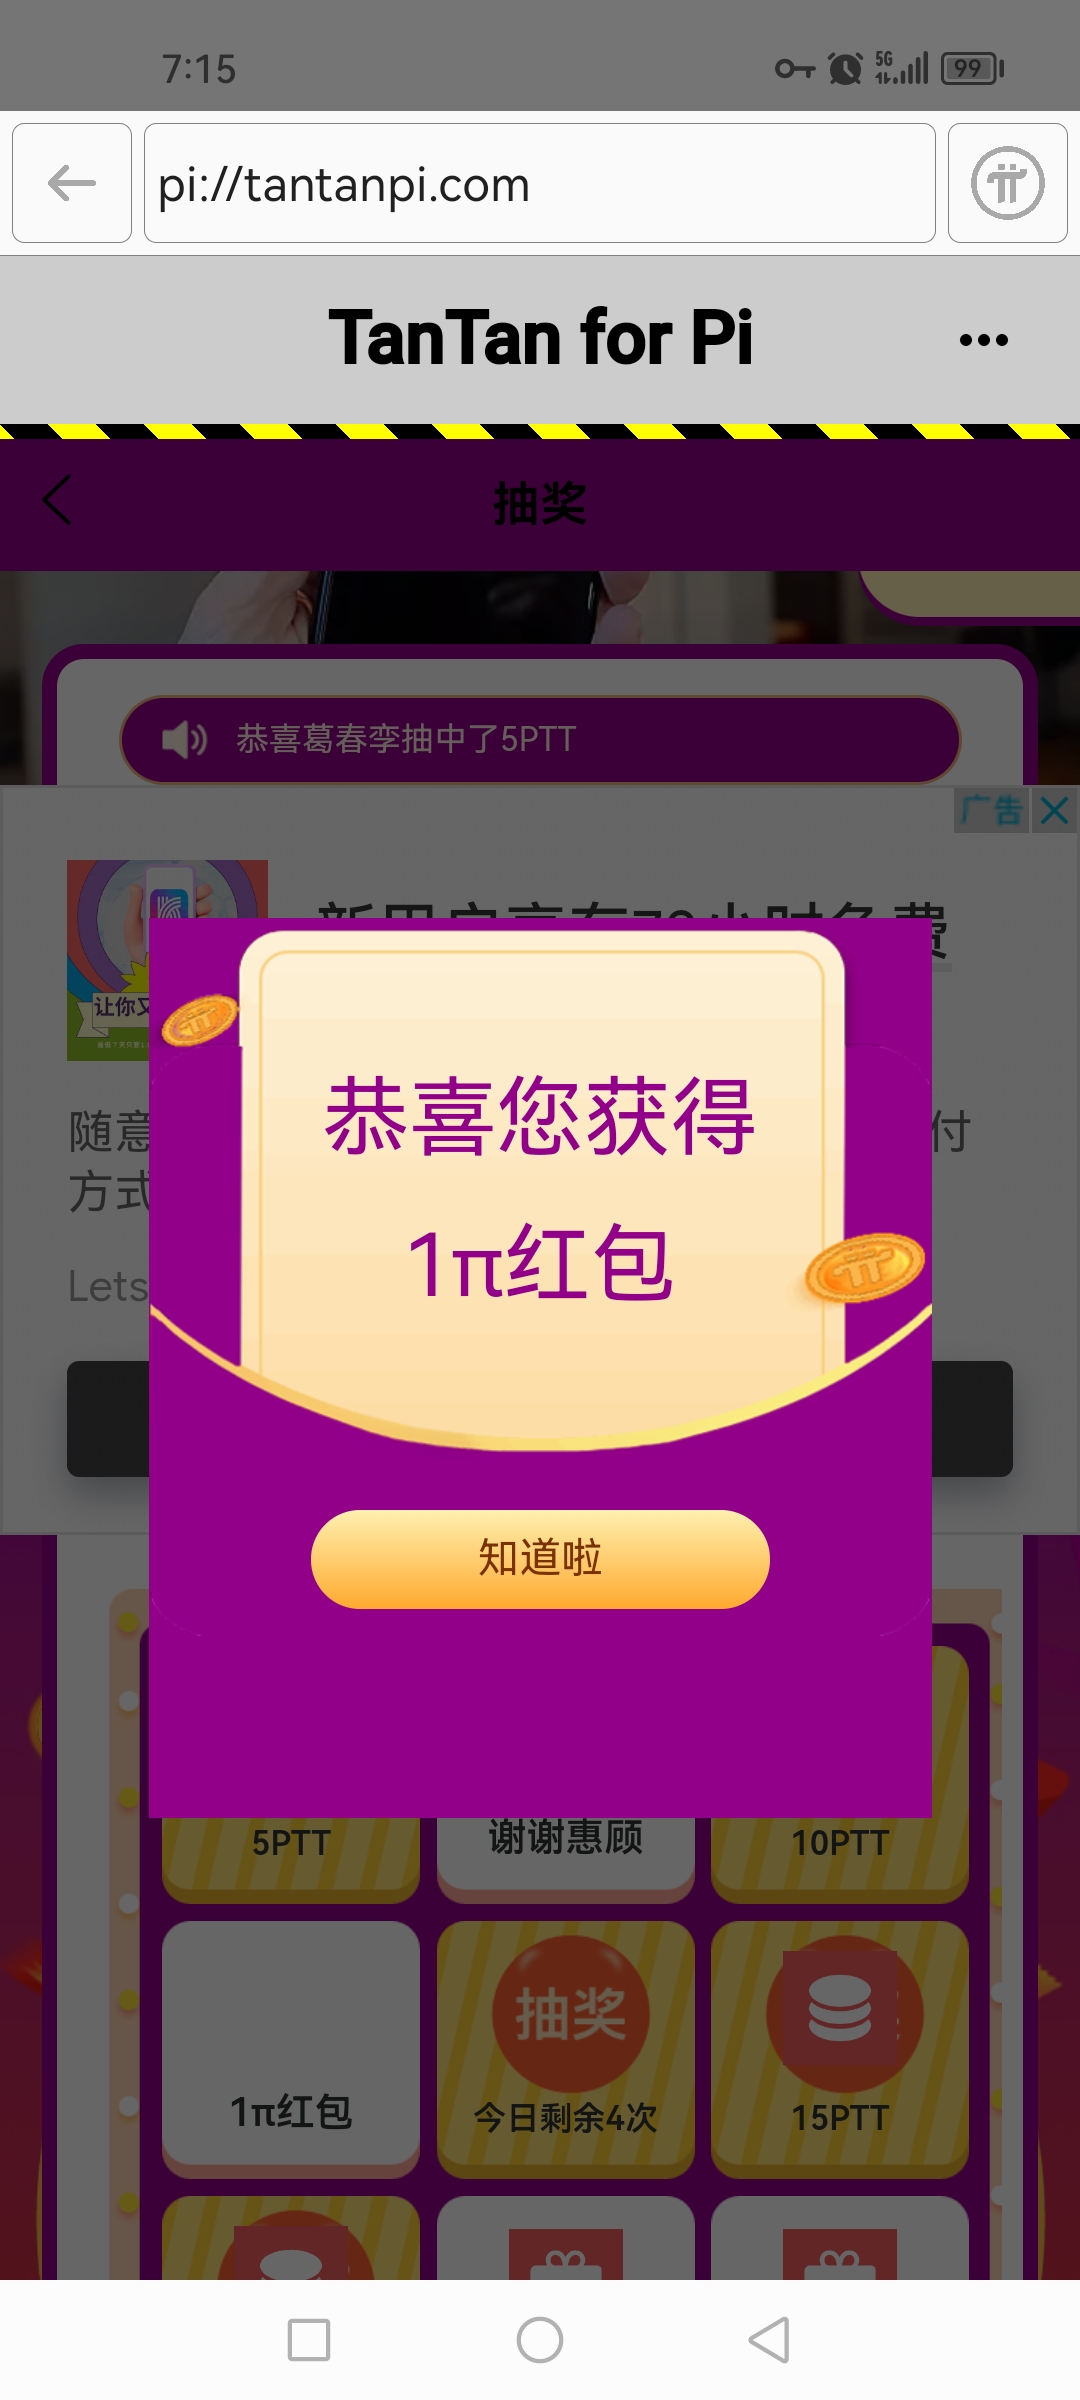 7:15
5G
99
pi://tantanpi.com
TanTan for Pi
抽奖
恭喜葛春孪抽中了5PTT
广告
费
让你又
随意
付
方式
Lets
恭喜您获得
1π红包
知道啦
5PTT
谢谢惠顾
10PTT
1π红包
抽奖
今日剩余4次
15PTT